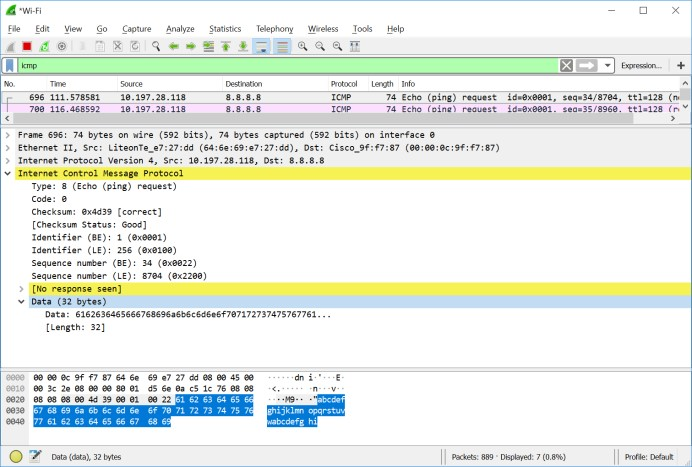 *Wi-Fi
File Edit View Go Capture Analyze Statistics Telephony Wireless Tools Help
icmp Expression... +
No. Time Source Destination Protocol Length Info
696 111.578581 10.197.28.118 8.8.8.8 ICMP 74 Echo (ping) request id=0x0001, seq=34/8704, ttl=128 (no
700 116.468592 10.197.28.118 8.8.8.8 ICMP 74 Echo (ping) request id=0x0001, seq=35/8960, ttl=128
Frame 696: 74 bytes on wire (592 bits), 74 bytes captured (592 bits) on interface 0
Ethernet II, Src: LiteonTe_e7:27:dd (64:6e:69:e7:27:dd), Dst: Cisco_9f:f7:87 (00:00:0c:9f:f7:87)
Internet Protocol Version 4, Src: 10.197.28.118, Dst: 8.8.8.8
Internet Control Message Protocol
Type: 8 (Echo (ping) request)
Code: 0
Checksum: 0x4d39 [correct]
[Checksum Status: Good]
Identifier (BE): 1 (0x0001)
Identifier (LE): 256 (0x0100)
Sequence number (BE): 34 (0x0022)
Sequence number (LE): 8704 (0x2200)
[No response seen]
Data (32 bytes)
Data: 6162636465666768696a6b6c6d6e6f707172737475767761...
[Length: 32]
0000 00 00 0c 9f f7 87 64 6e 69 e7 27 dd 08 00 45 00 ······dn i·'···E·
0010 00 3c 2e 08 00 00 80 01 d5 6e 0a c5 1c 76 08 08 ·<······ ·n···v··
0020 08 08 08 00 4d 39 00 01 00 22 61 62 63 64 65 66 ····M9·· ·"abcdef
0030 67 68 69 6a 6b 6c 6d 6e 6f 70 71 72 73 74 75 76 ghijklmn opqrstuv
0040 77 61 62 63 64 65 66 67 68 69 wabcdefg hi
Data (data), 32 bytes Packets: 889 · Displayed: 7 (0.8%) Profile: Default